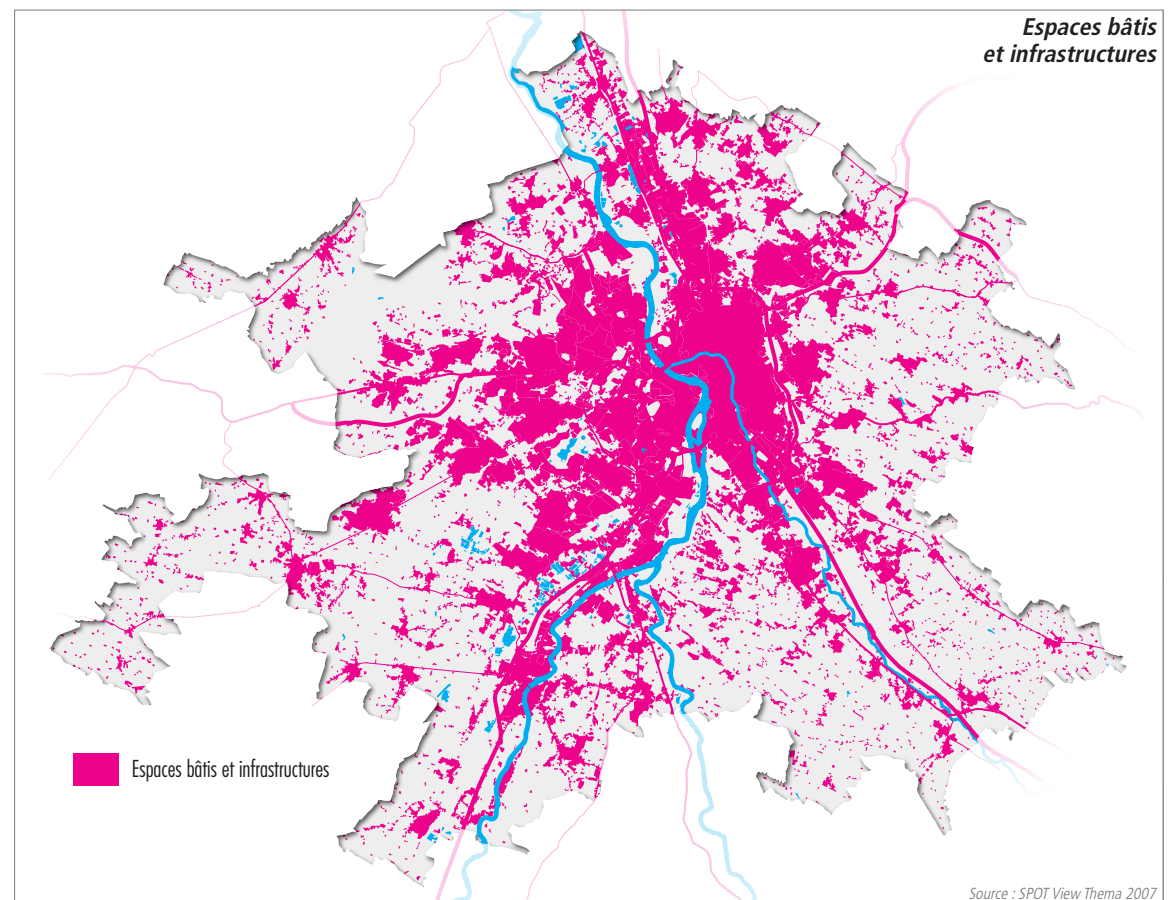 Espaces bâtis
et infrastructures
Espaces bâtis et infrastructures
Source : SPOT View Thema 2007